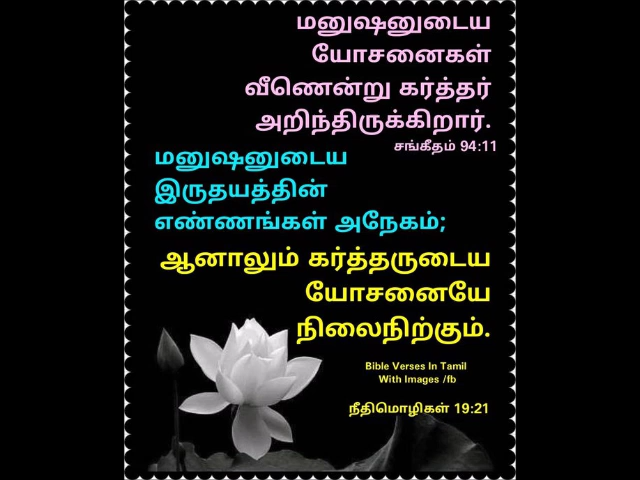 மனுஷனுடைய
யோசனைகள்
வீணென்று கர்த்தர்
அறிந்திருக்கிறார்.
சங்கீதம் 94:11
மனுஷனுடைய
இருதயத்தின்
எண்ணங்கள் அநேகம்;
ஆனாலும் கர்த்தருடைய
யோசனையே
நிலைநிற்கும்.
Bible Verses In Tamil
With Images /fb
நீதிமொழிகள் 19:21